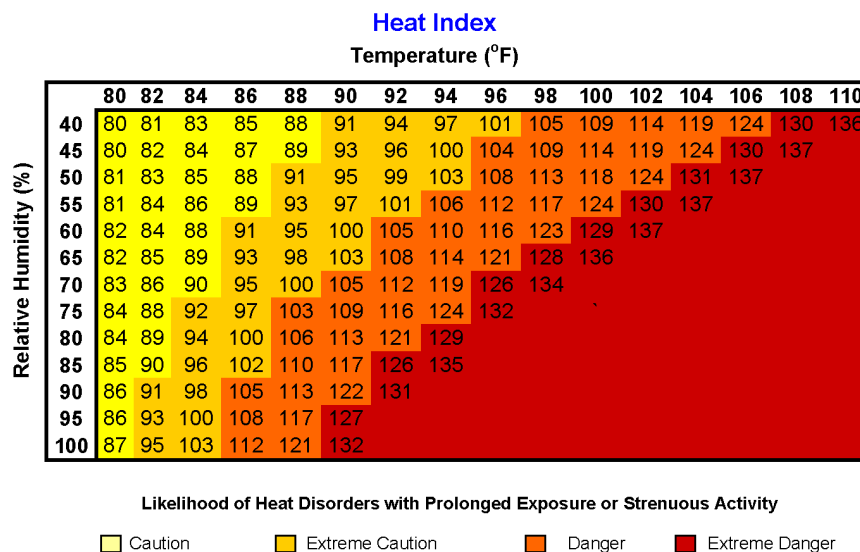 Heat Index
Temperature (°F)
80 82 84 86 88 90 92 94 96 98 100 102 104 106 108 110
40 80 81 83 85 88 91 94 97 101 105 109 114 119 124 130 136
45 80 82 84 87 89 93 96 100 104 109 114 119 124 130 137
50 81 83 85 88 91 95 99 103 108 113 118 124 131 137
55 81 84 86 89 93 97 101 106 112 117 124 130 137
60 82 84 88 91 95 100 105 110 116 123 129 137
65 82 85 89 93 98 103 108 114 121 128 136
70 83 86 90 95 100 105 112 119 126 134
75 84 88 92 97 103 109 116 124 132
80 84 89 94 100 106 113 121 129
85 85 90 96 102 110 117 126 135
90 86 91 98 105 113 122 131
95 86 93 100 108 117 127
100 87 95 103 112 121 132
Relative Humidity (%)
Likelihood of Heat Disorders with Prolonged Exposure or Strenuous Activity
Caution Extreme Caution Danger Extreme Danger